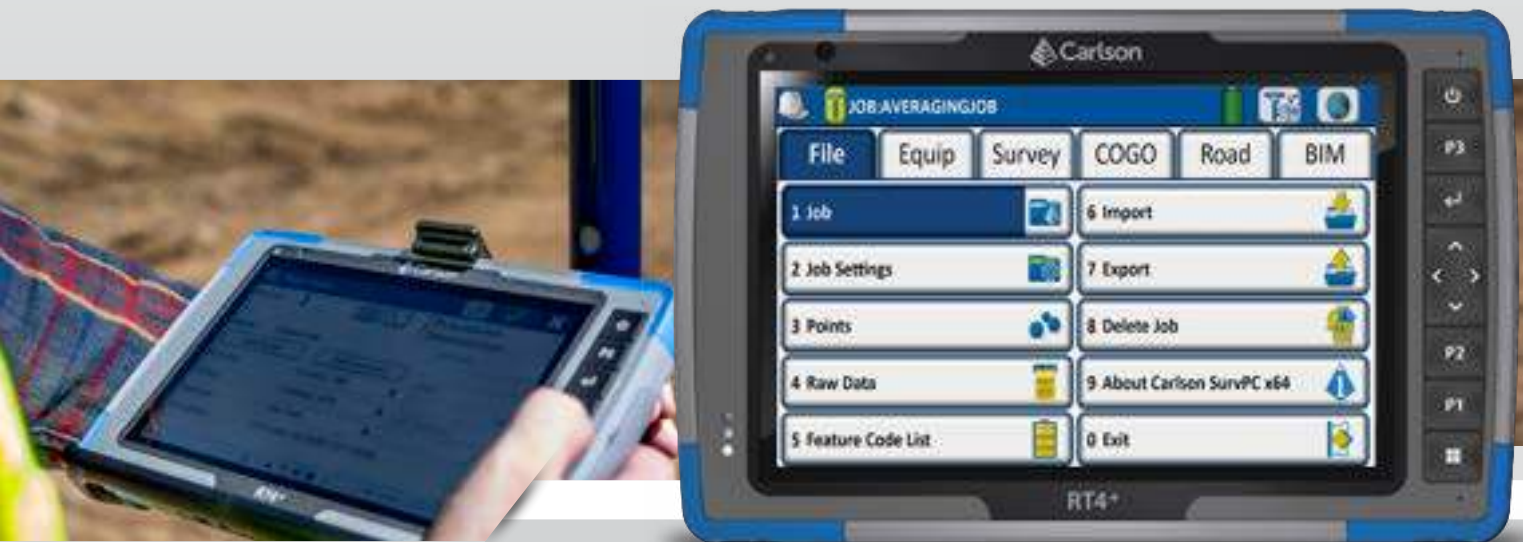 Carlson
JOB:AVERAGINGJOB
File Equip Survey COGO Road BIM
1 Job
6 Import
2 Job Settings
7 Export
3 Points
8 Delete Job
4 Raw Data
9 About Carlson SurvPC x64
5 Feature Code List
0 Exit
RT4+
P3
P2
P1